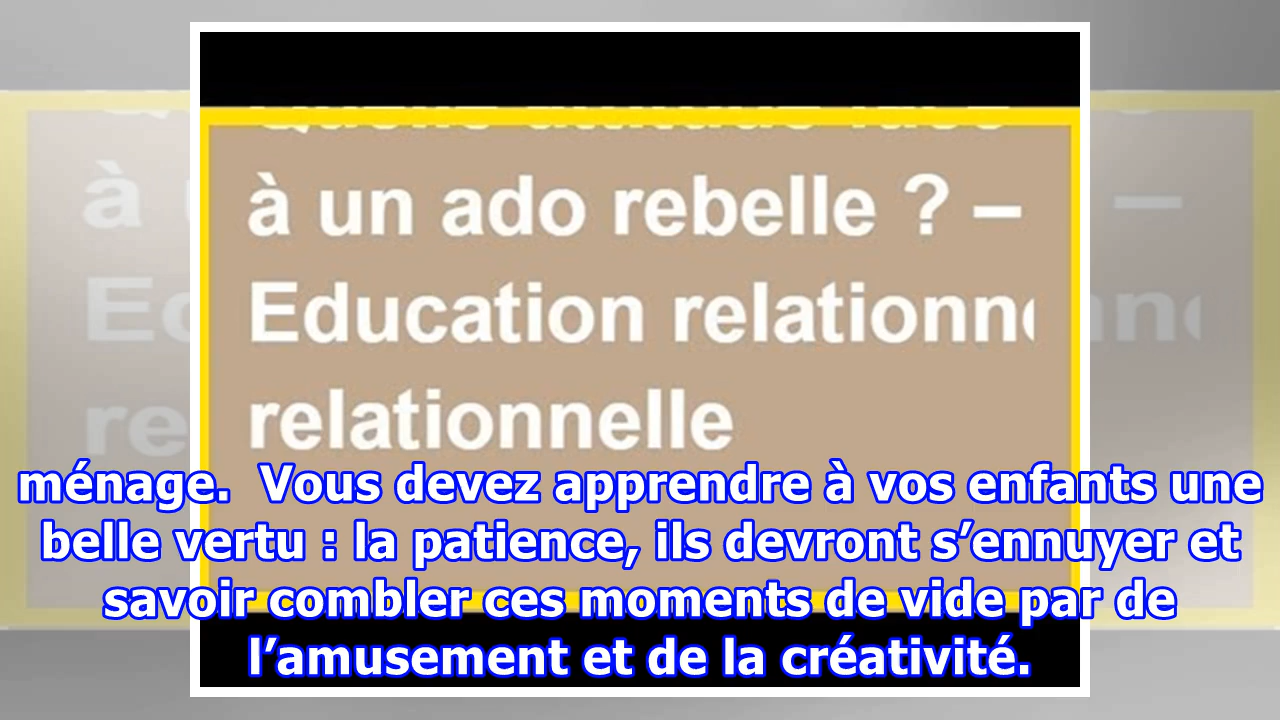 à un ado rebelle ? –
Education relationn
relationnelle
ménage.  Vous devez apprendre à vos enfants une
belle vertu : la patience, ils devront s’ennuyer et
savoir combler ces moments de vide par de
l’amusement et de la créativité.